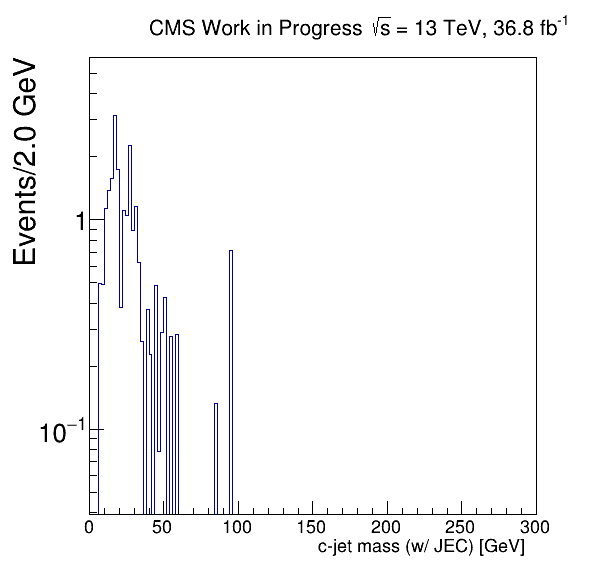 CMS Work in Progress √s = 13 TeV, 36.8 fb⁻¹
Events/2.0 GeV
1
10⁻¹
0 50 100 150 200 250 300
c-jet mass (w/ JEC) [GeV]